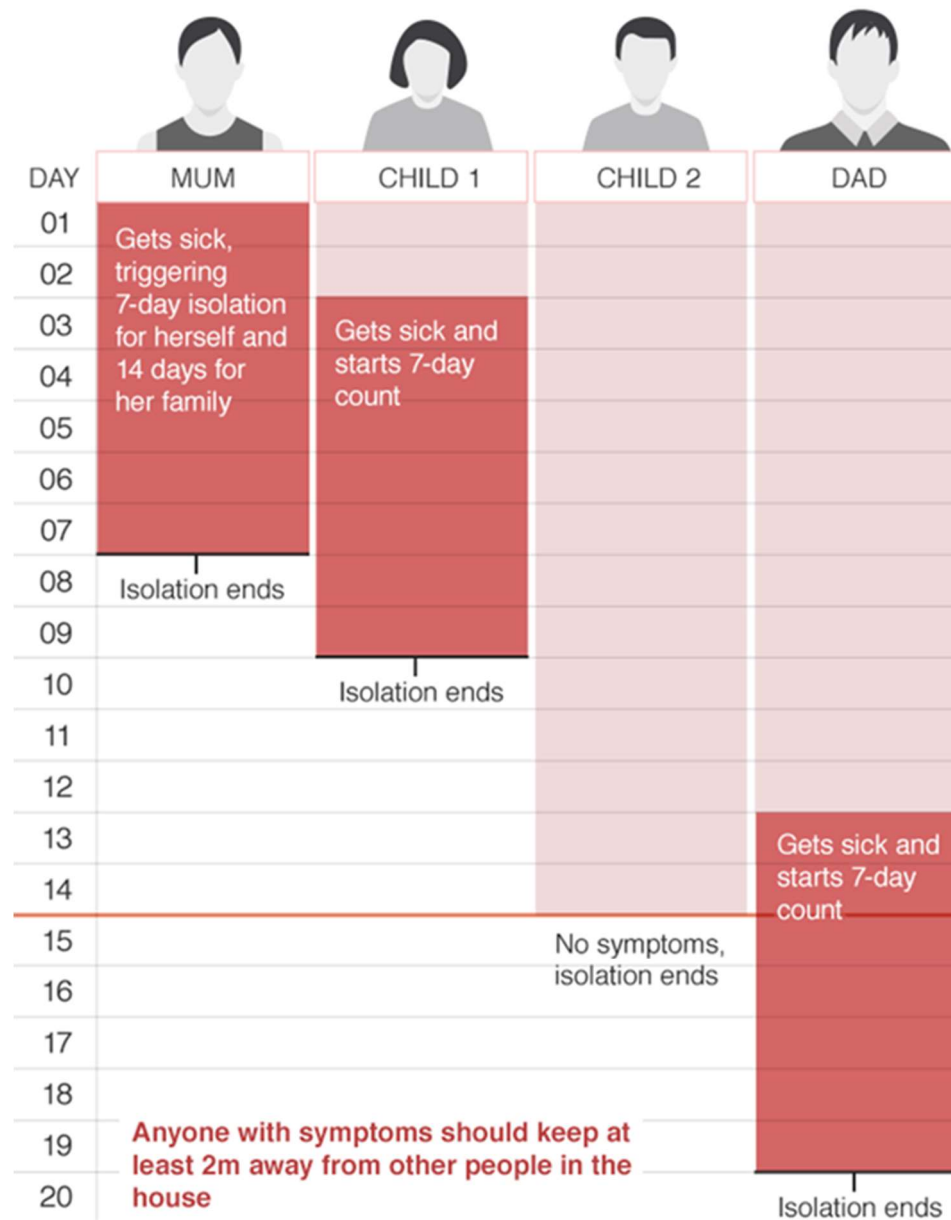 DAY MUM CHILD 1 CHILD 2 DAD
01
Gets sick,
triggering
7-day isolation
for herself and
14 days for
her family
02
03
Gets sick and
starts 7-day
count
04
05
06
07
08
Isolation ends
09
10
Isolation ends
11
12
13
Gets sick and
starts 7-day
count
14
15
No symptoms,
isolation ends
16
17
18
19
Anyone with symptoms should keep at
least 2m away from other people in the
house
20
Isolation ends